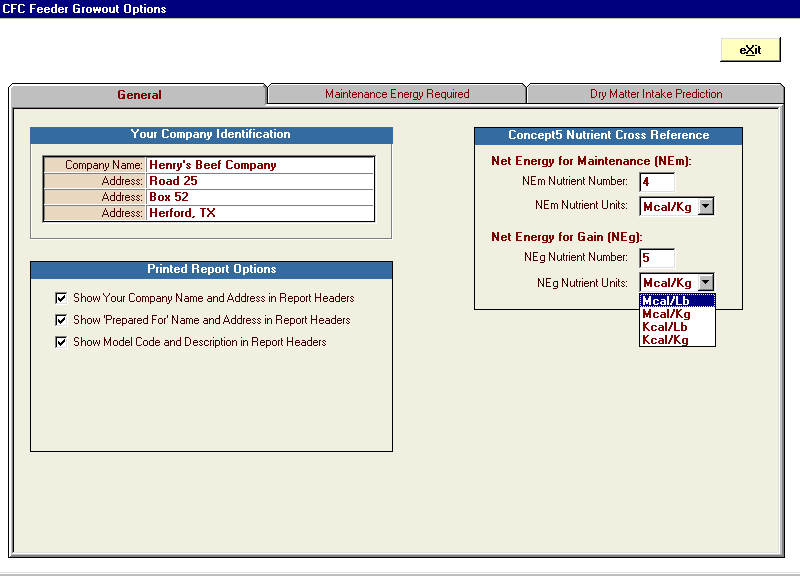 CFC Feeder Growout Options
eXit
General
Maintenance Energy Required
Dry Matter Intake Prediction
Your Company Identification
Company Name: Henry's Beef Company
Address: Road 25
Address: Box 52
Address: Herford, TX
Printed Report Options
Show Your Company Name and Address in Report Headers
Show 'Prepared For' Name and Address in Report Headers
Show Model Code and Description in Report Headers
Concept5 Nutrient Cross Reference
Net Energy for Maintenance (NEm):
NEm Nutrient Number: 4
NEm Nutrient Units: Mcal/Kg
Net Energy for Gain (NEg):
NEg Nutrient Number: 5
NEg Nutrient Units: Mcal/Kg
Mcal/Lb
Mcal/Kg
Kcal/Lb
Kcal/Kg